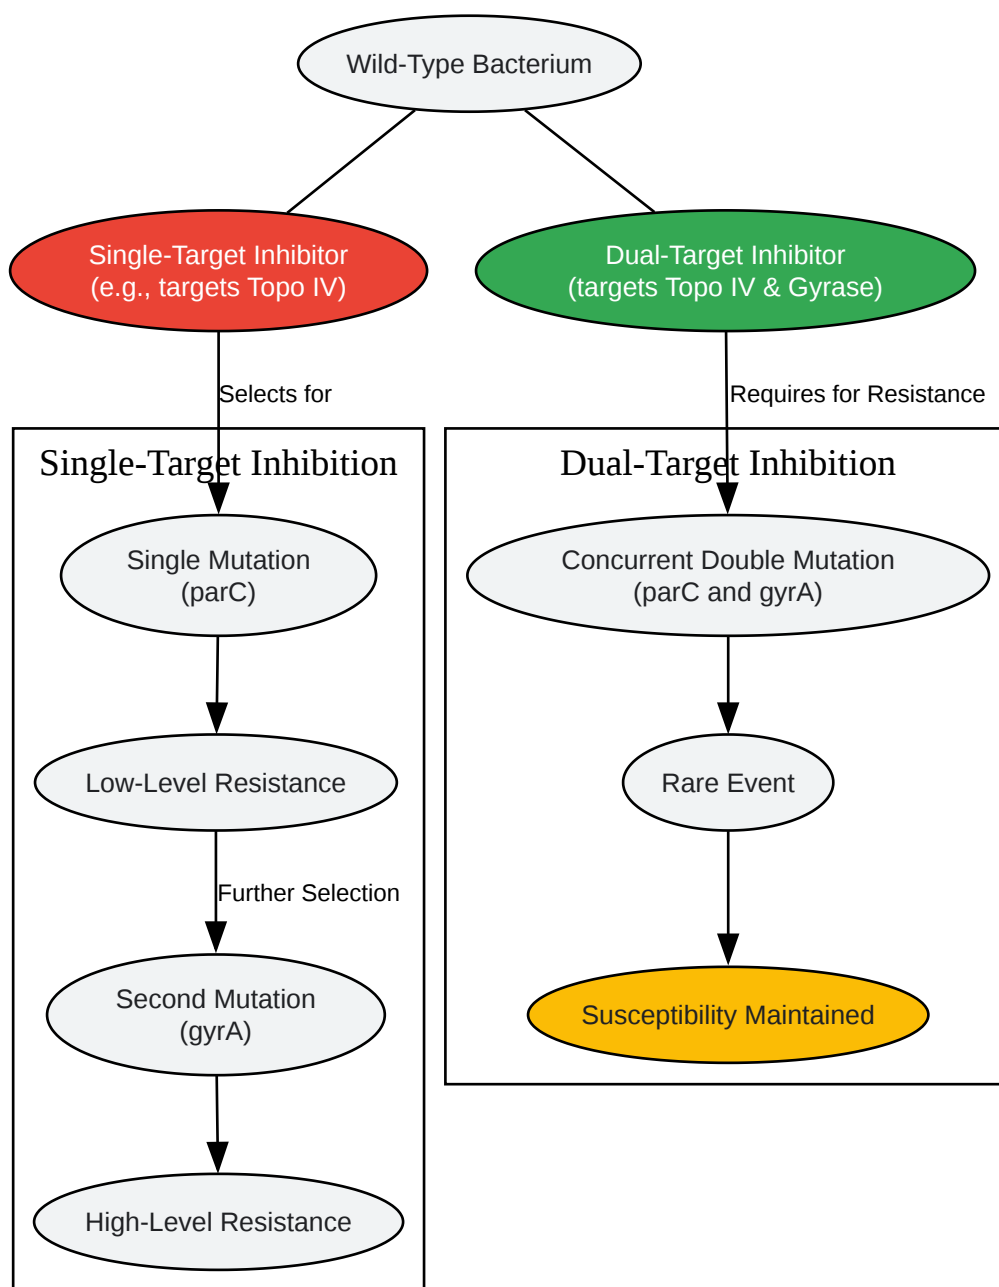 Wild-Type Bacterium
Single-Target Inhibitor
(e.g., targets Topo IV)
Dual-Target Inhibitor
(targets Topo IV & Gyrase)
Selects for
Requires for Resistance
Single-Target Inhibition
Dual-Target Inhibition
Single Mutation
(parC)
Concurrent Double Mutation
(parC and gyrA)
Low-Level Resistance
Rare Event
Further Selection
Second Mutation
(gyrA)
Susceptibility Maintained
High-Level Resistance